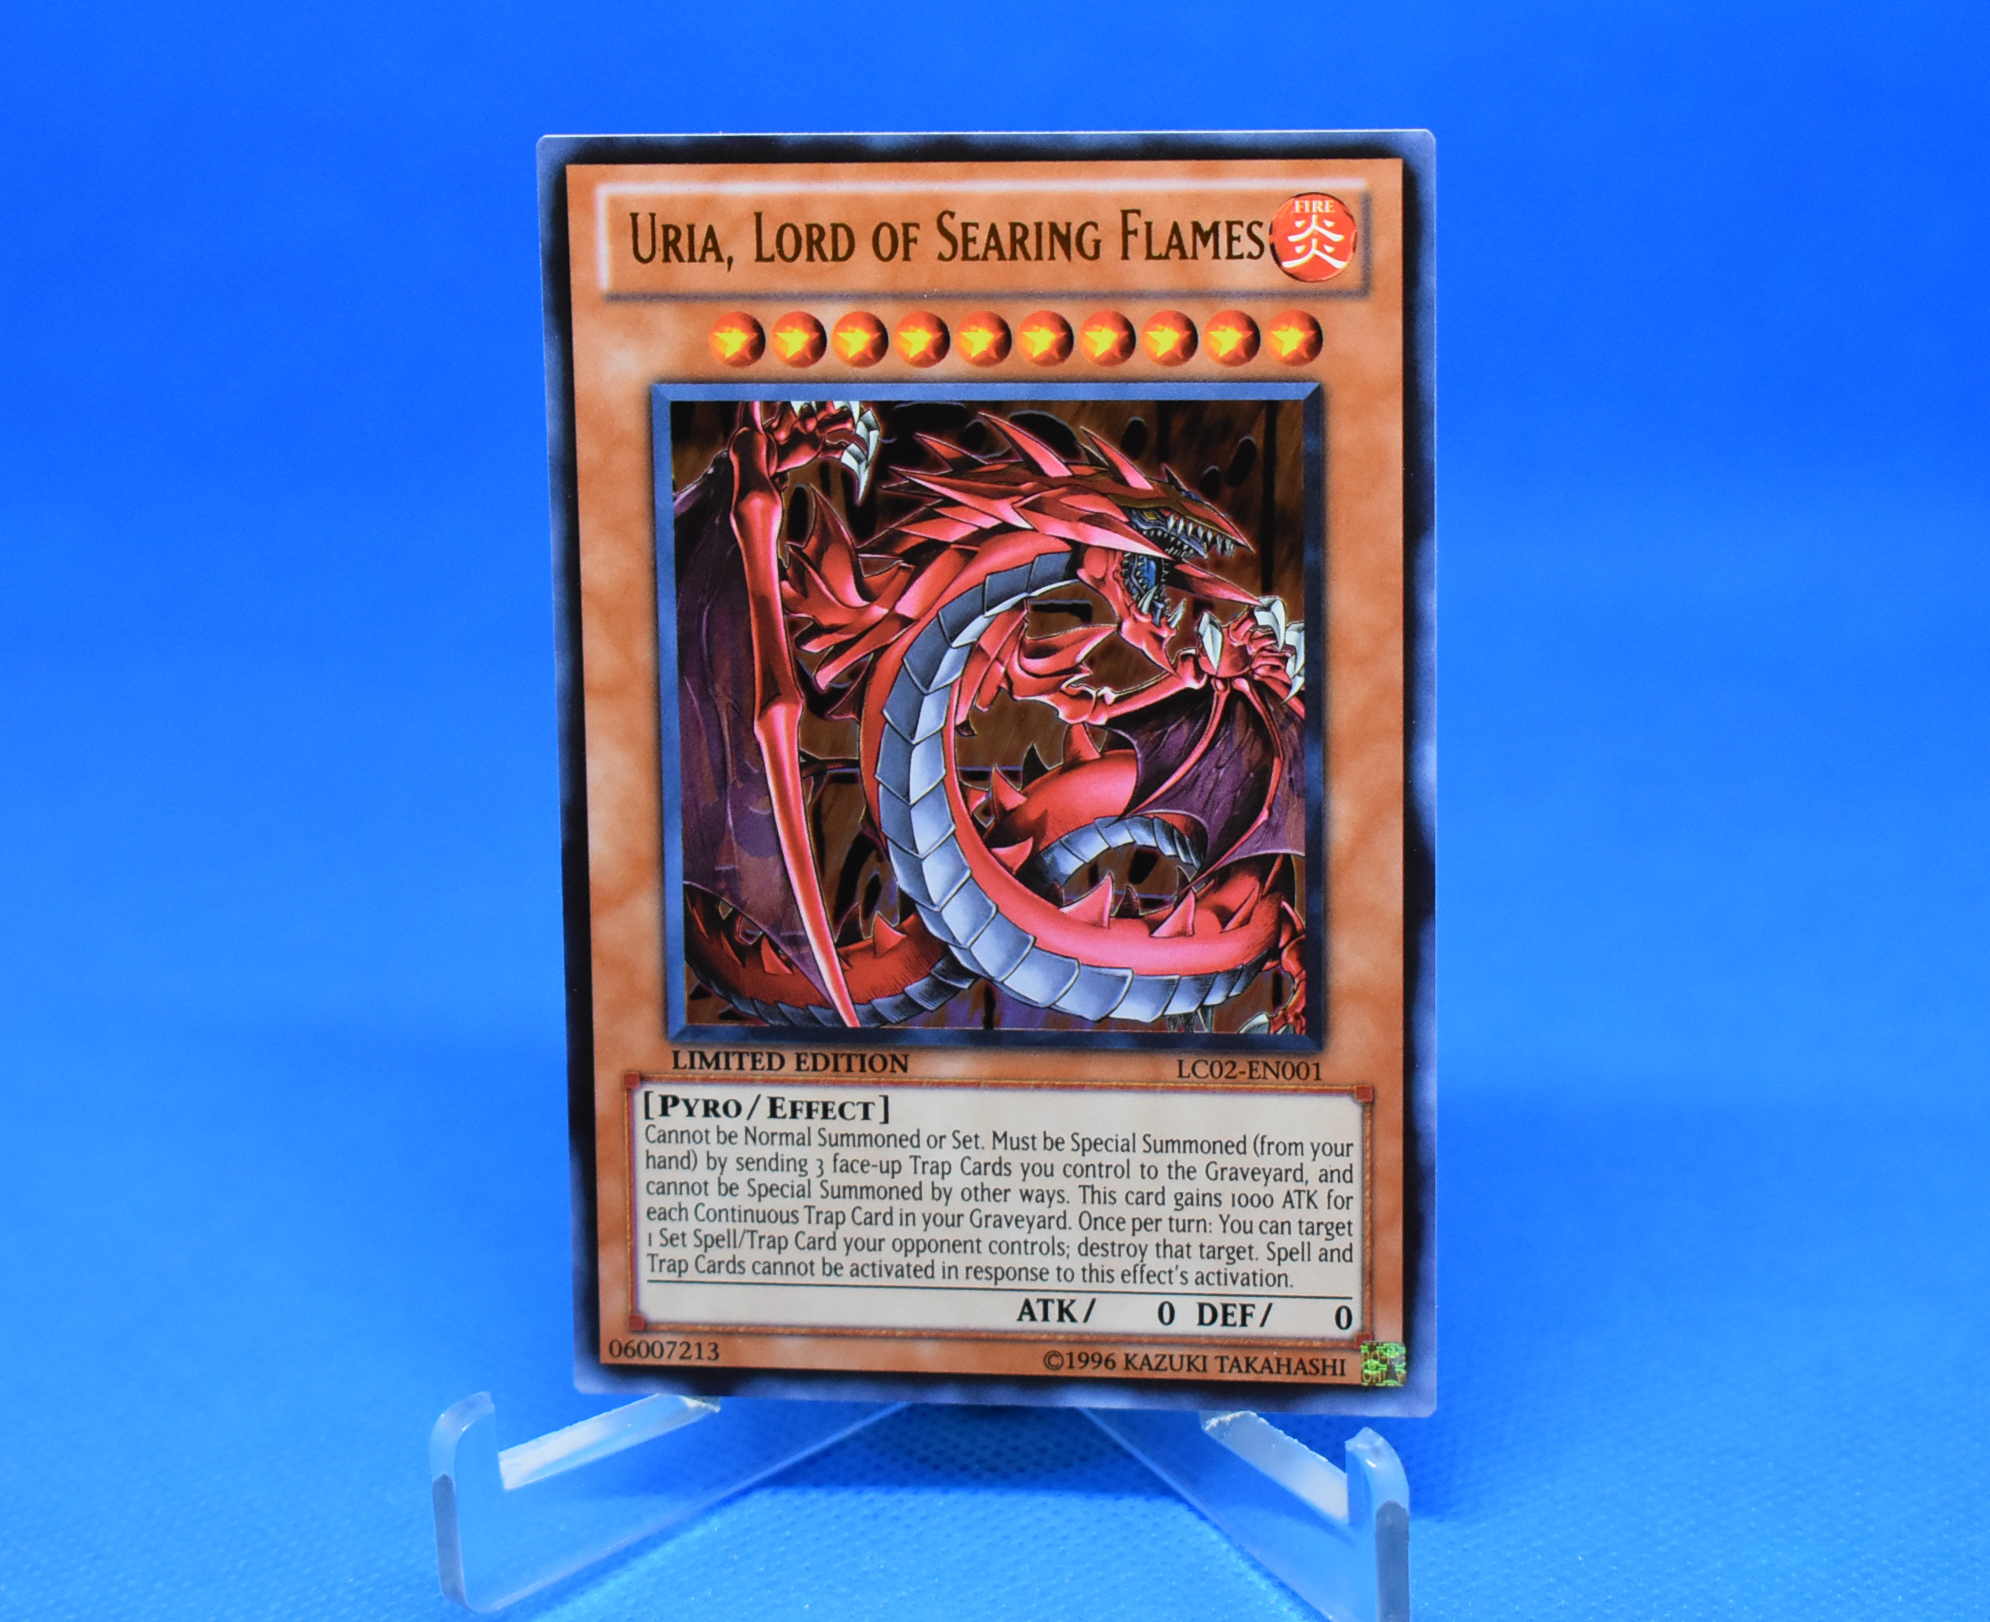 URIA, LORD OF SEARING FLAMES
FIRE
炎
LIMITED EDITION
LC02-EN001
[PYRO/EFFECT]
Cannot be Normal Summoned or Set. Must be Special Summoned (from your
hand) by sending 3 face-up Trap Cards you control to the Graveyard, and
cannot be Special Summoned by other ways. This card gains 1000 ATK for
each Continuous Trap Card in your Graveyard. Once per turn: You can target
1 Set Spell/Trap Card your opponent controls; destroy that target. Spell and
Trap Cards cannot be activated in response to this effect's activation.
ATK/ 0 DEF/ 0
06007213
©1996 KAZUKI TAKAHASHI